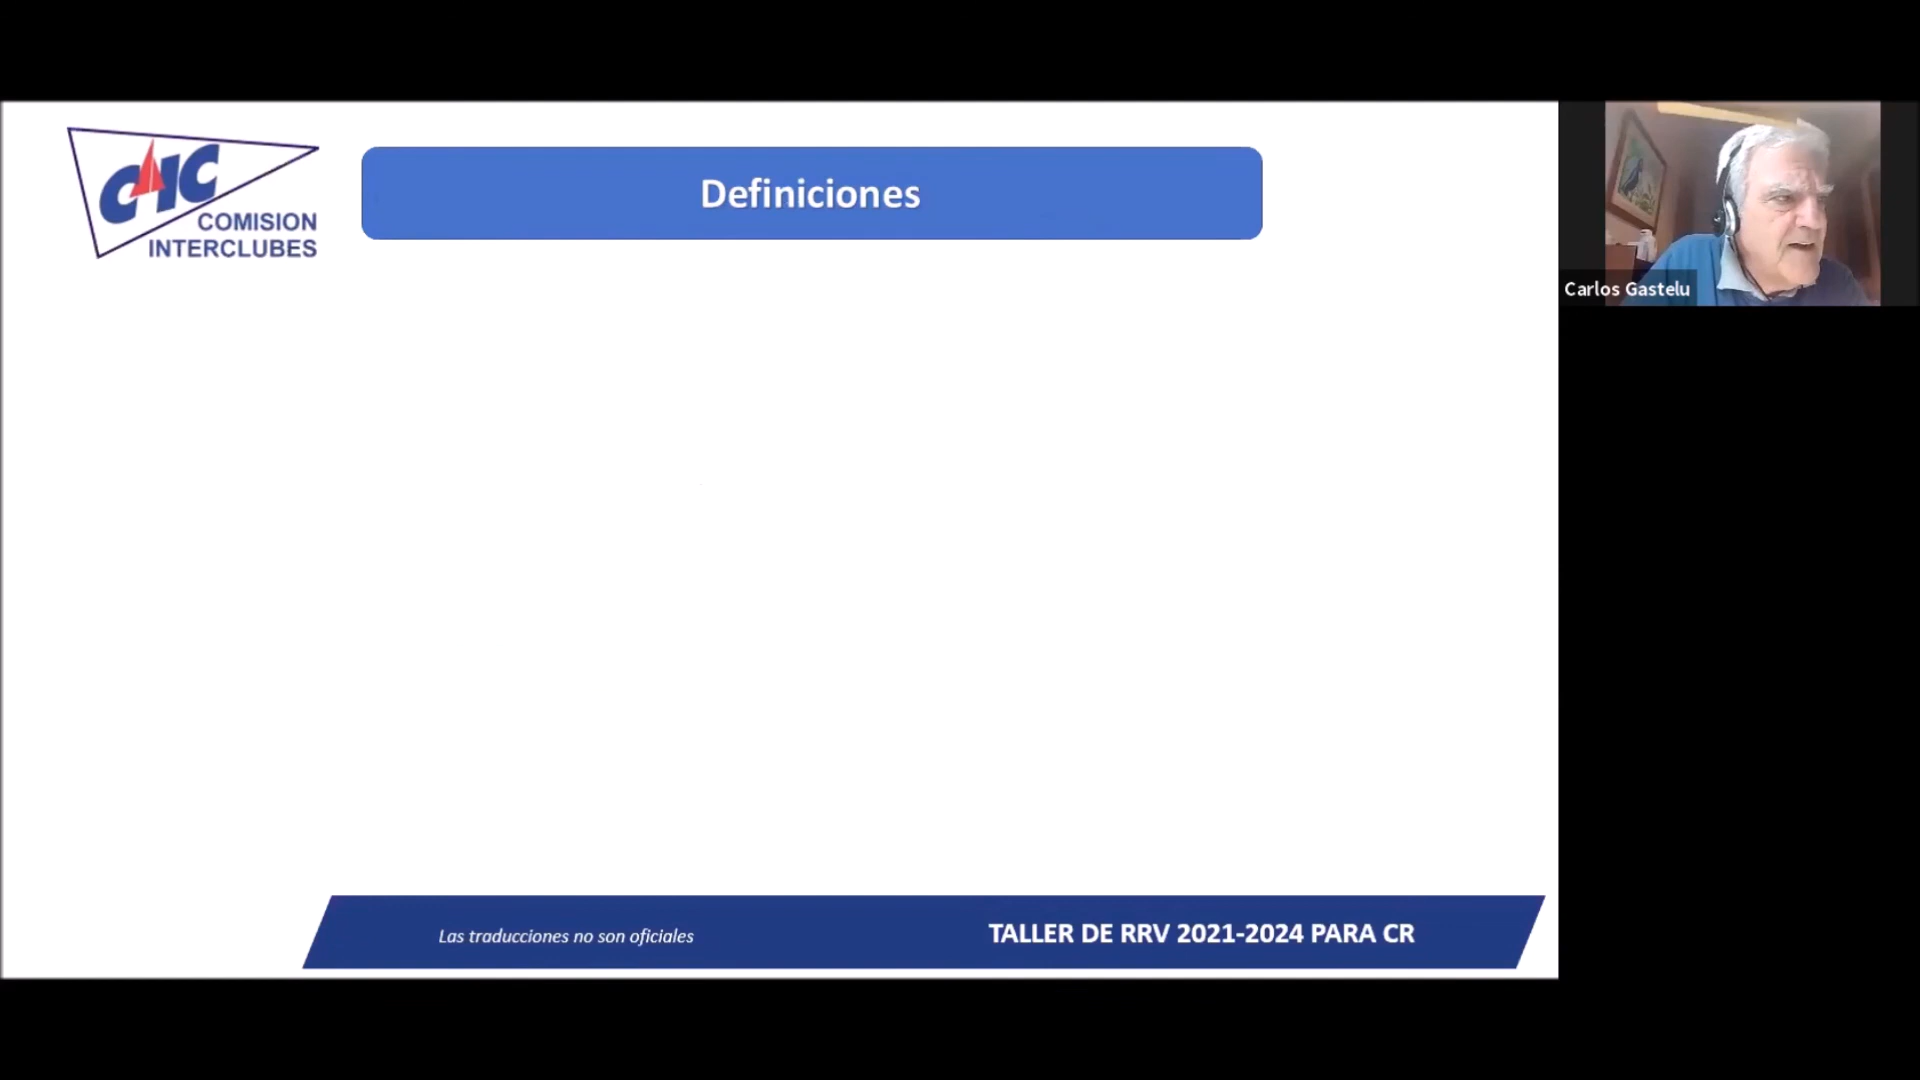 CIC
COMISION
INTERCLUBES
Definiciones
Carlos Gastelu
Las traducciones no son oficiales
TALLER DE RRV 2021-2024 PARA CR